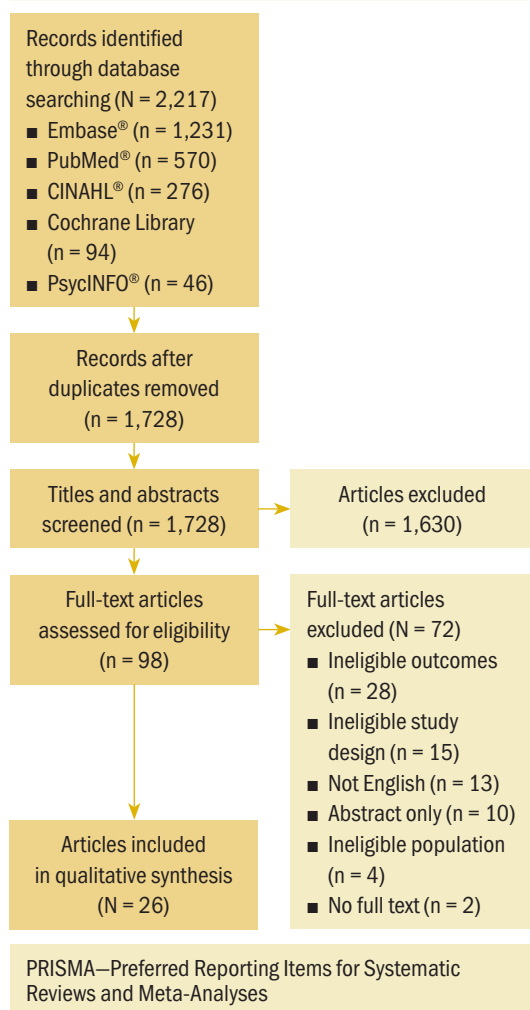 Records identified
through database
searching (N = 2,217)
■ Embase® (n = 1,231)
■ PubMed® (n = 570)
■ CINAHL® (n = 276)
■ Cochrane Library
(n = 94)
■ PsycINFO® (n = 46)
Records after
duplicates removed
(n = 1,728)
Titles and abstracts
screened (n = 1,728)
Articles excluded
(n = 1,630)
Full-text articles
assessed for eligibility
(n = 98)
Full-text articles
excluded (N = 72)
■ Ineligible outcomes
(n = 28)
■ Ineligible study
design (n = 15)
■ Not English (n = 13)
■ Abstract only (n = 10)
■ Ineligible population
(n = 4)
■ No full text (n = 2)
Articles included
in qualitative synthesis
(N = 26)
PRISMA—Preferred Reporting Items for Systematic
Reviews and Meta-Analyses